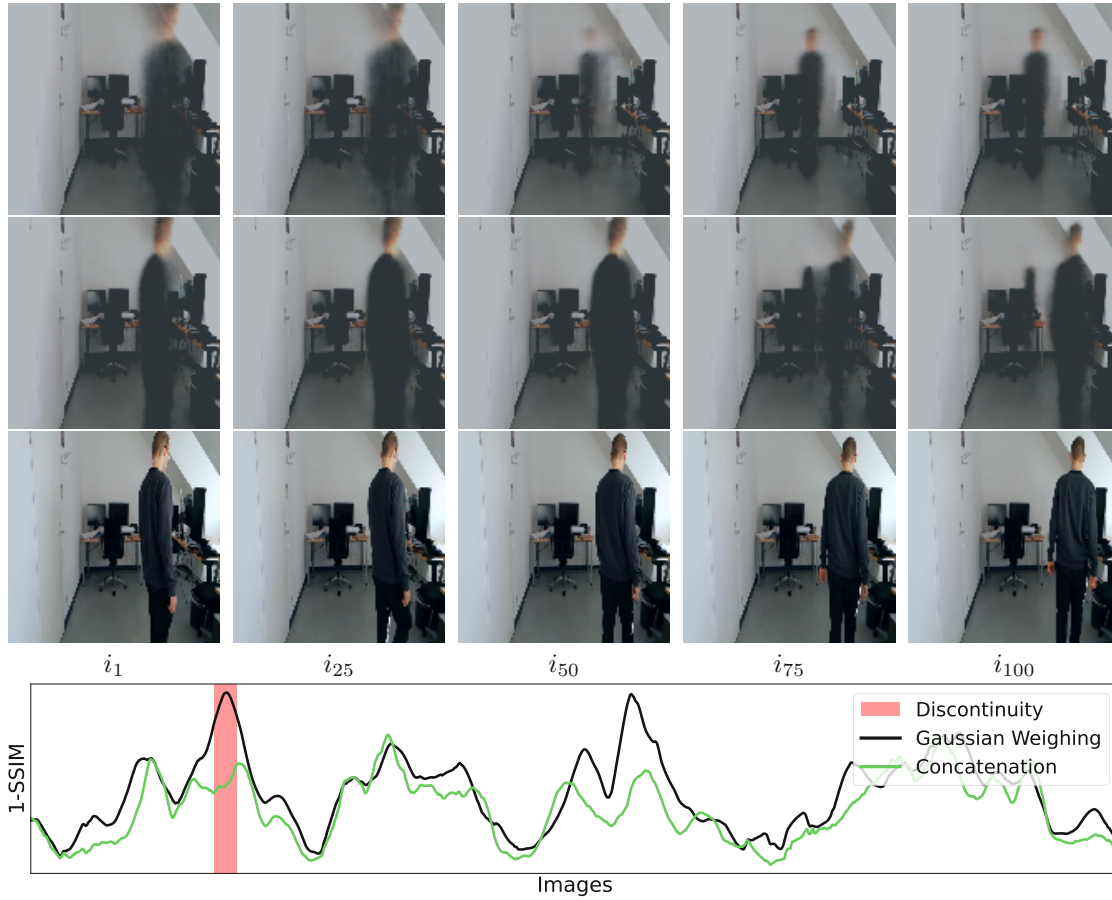 i₁ i₂₅ i₅₀ i₇₅ i₁₀₀
Discontinuity
Gaussian Weighing
Concatenation
1-SSIM
Images